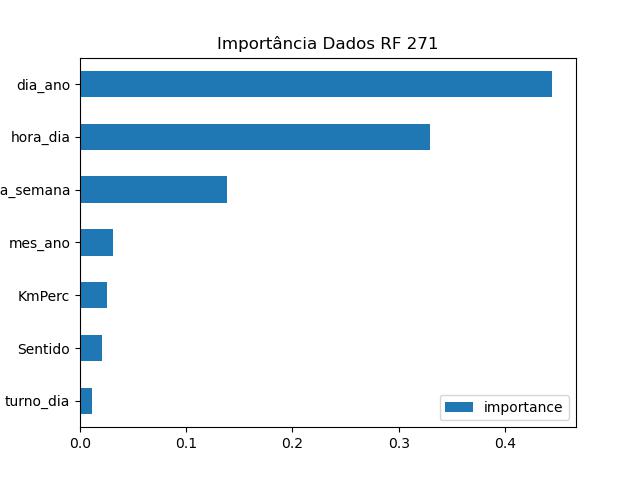 Importância Dados RF 271
dia_ano
hora_dia
a_semana
mes_ano
KmPerc
Sentido
turno_dia
importance
0.0 0.1 0.2 0.3 0.4